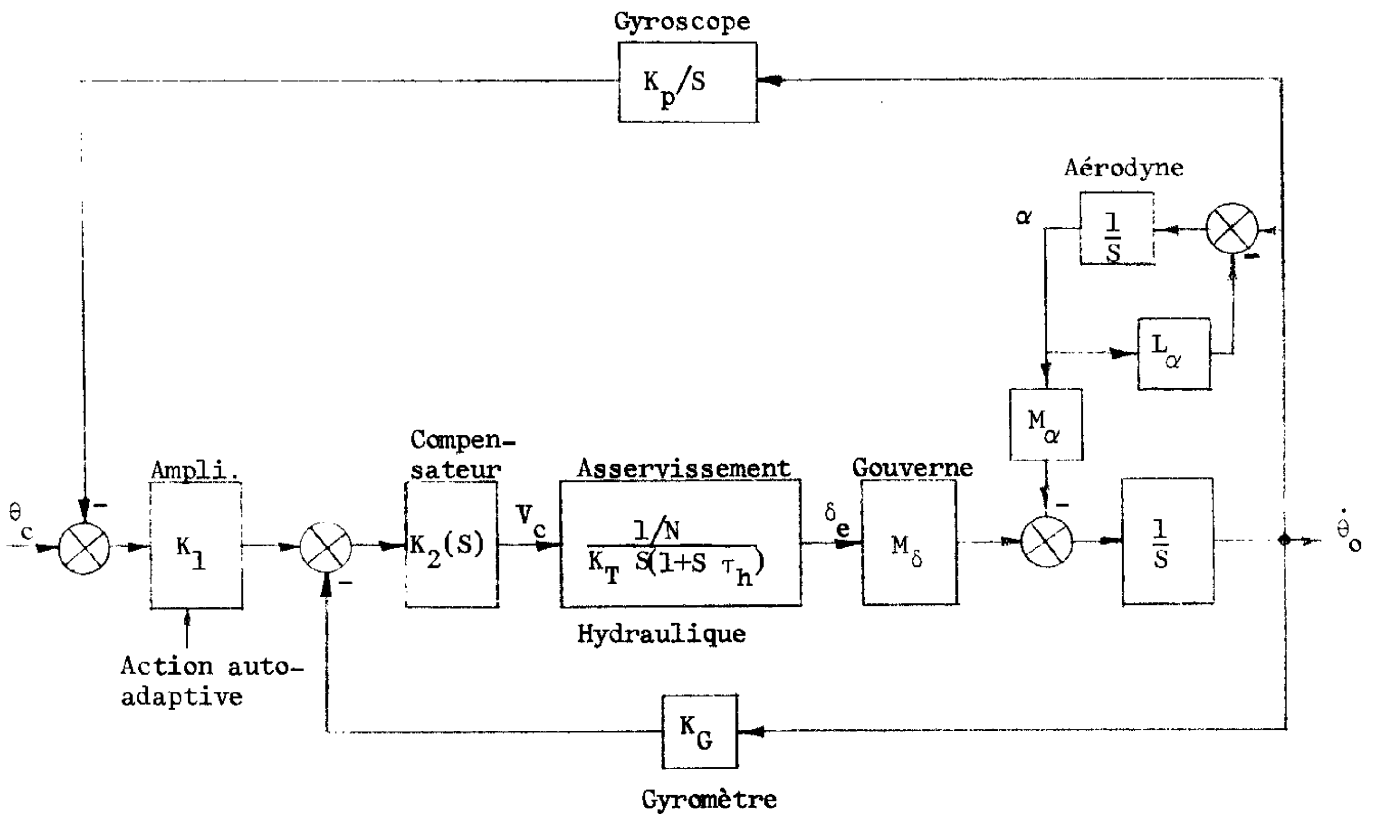 Gyroscope
K_p/S
Aérodyne
α
1/S
-
L_α
M_α
Compen-
sateur
Ampli.
Asservissement
Gouverne
-
-
θ_c
K_1
K_2(S)
V_c
1/N
K_T S(1+S τ_h)
δ_e
M_δ
1/S
θ̇_o
-
Hydraulique
Action auto-
adaptive
K_G
Gyromètre